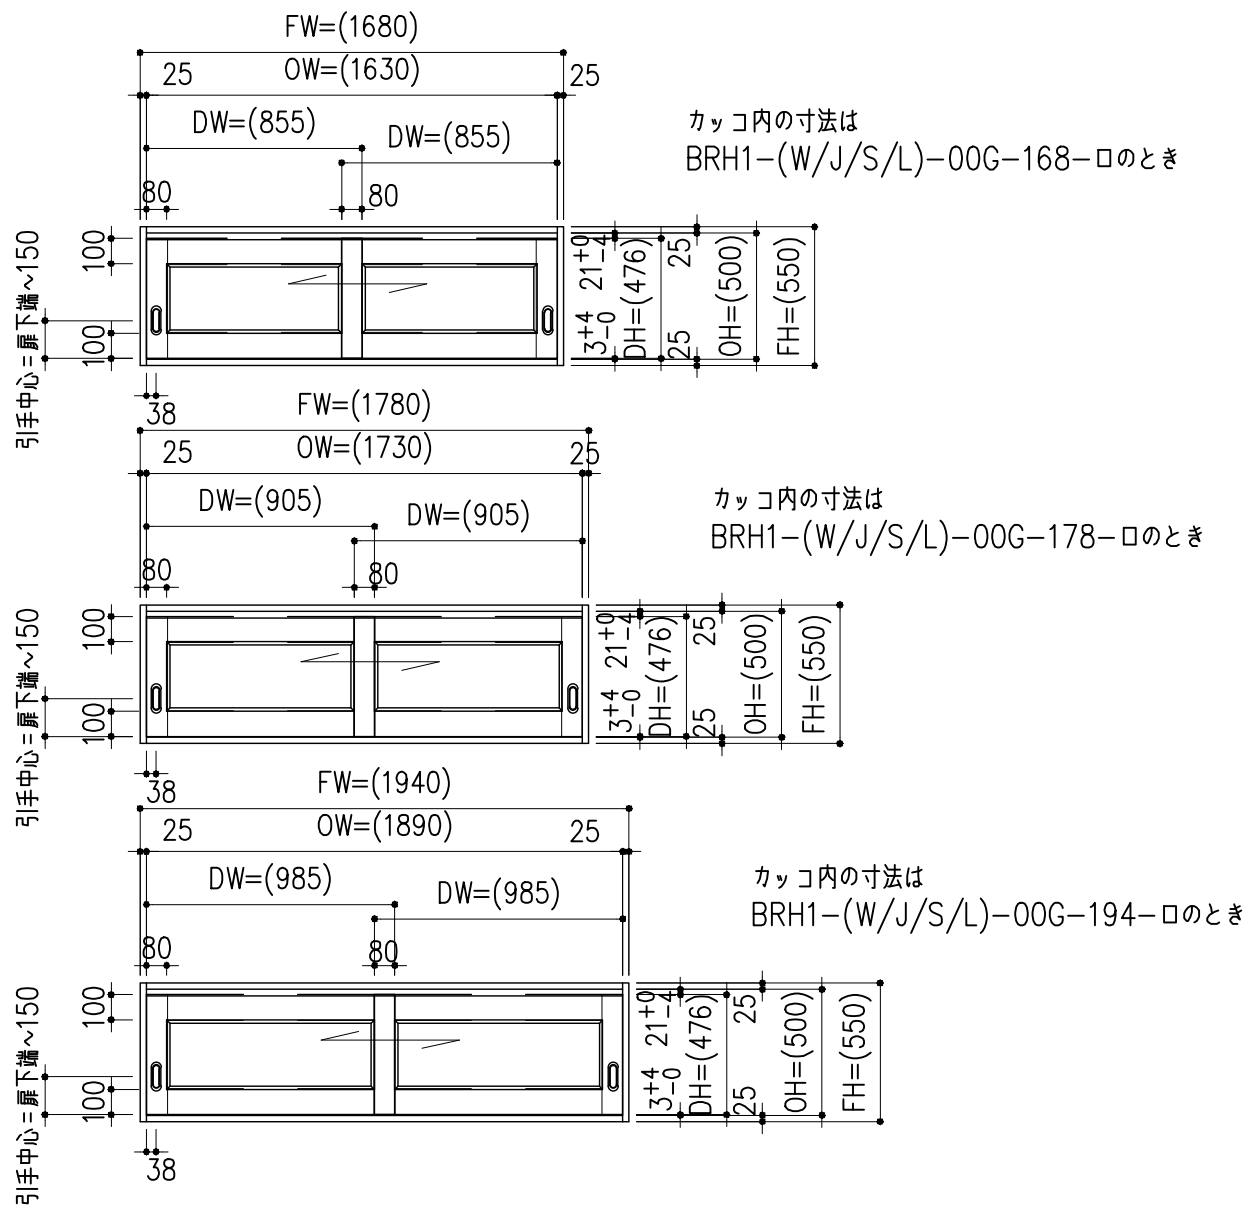 FW=(1680)
25
OW=(1630)
25
DW=(855)
DW=(855)
80
80
カッコ内の寸法は
BRH1-(W/J/S/L)-00G-168-口のとき
引手中心=扉下端~150
100
100
38
3+4-0
21+0-4
DH=(476)
25
25
OH=(500)
FH=(550)
FW=(1780)
25
OW=(1730)
25
DW=(905)
DW=(905)
80
80
カッコ内の寸法は
BRH1-(W/J/S/L)-00G-178-口のとき
引手中心=扉下端~150
100
100
38
3+4-0
21+0-4
DH=(476)
25
25
OH=(500)
FH=(550)
FW=(1940)
25
OW=(1890)
25
DW=(985)
DW=(985)
80
80
カッコ内の寸法は
BRH1-(W/J/S/L)-00G-194-口のとき
引手中心=扉下端~150
100
100
38
3+4-0
21+0-4
DH=(476)
25
25
OH=(500)
FH=(550)